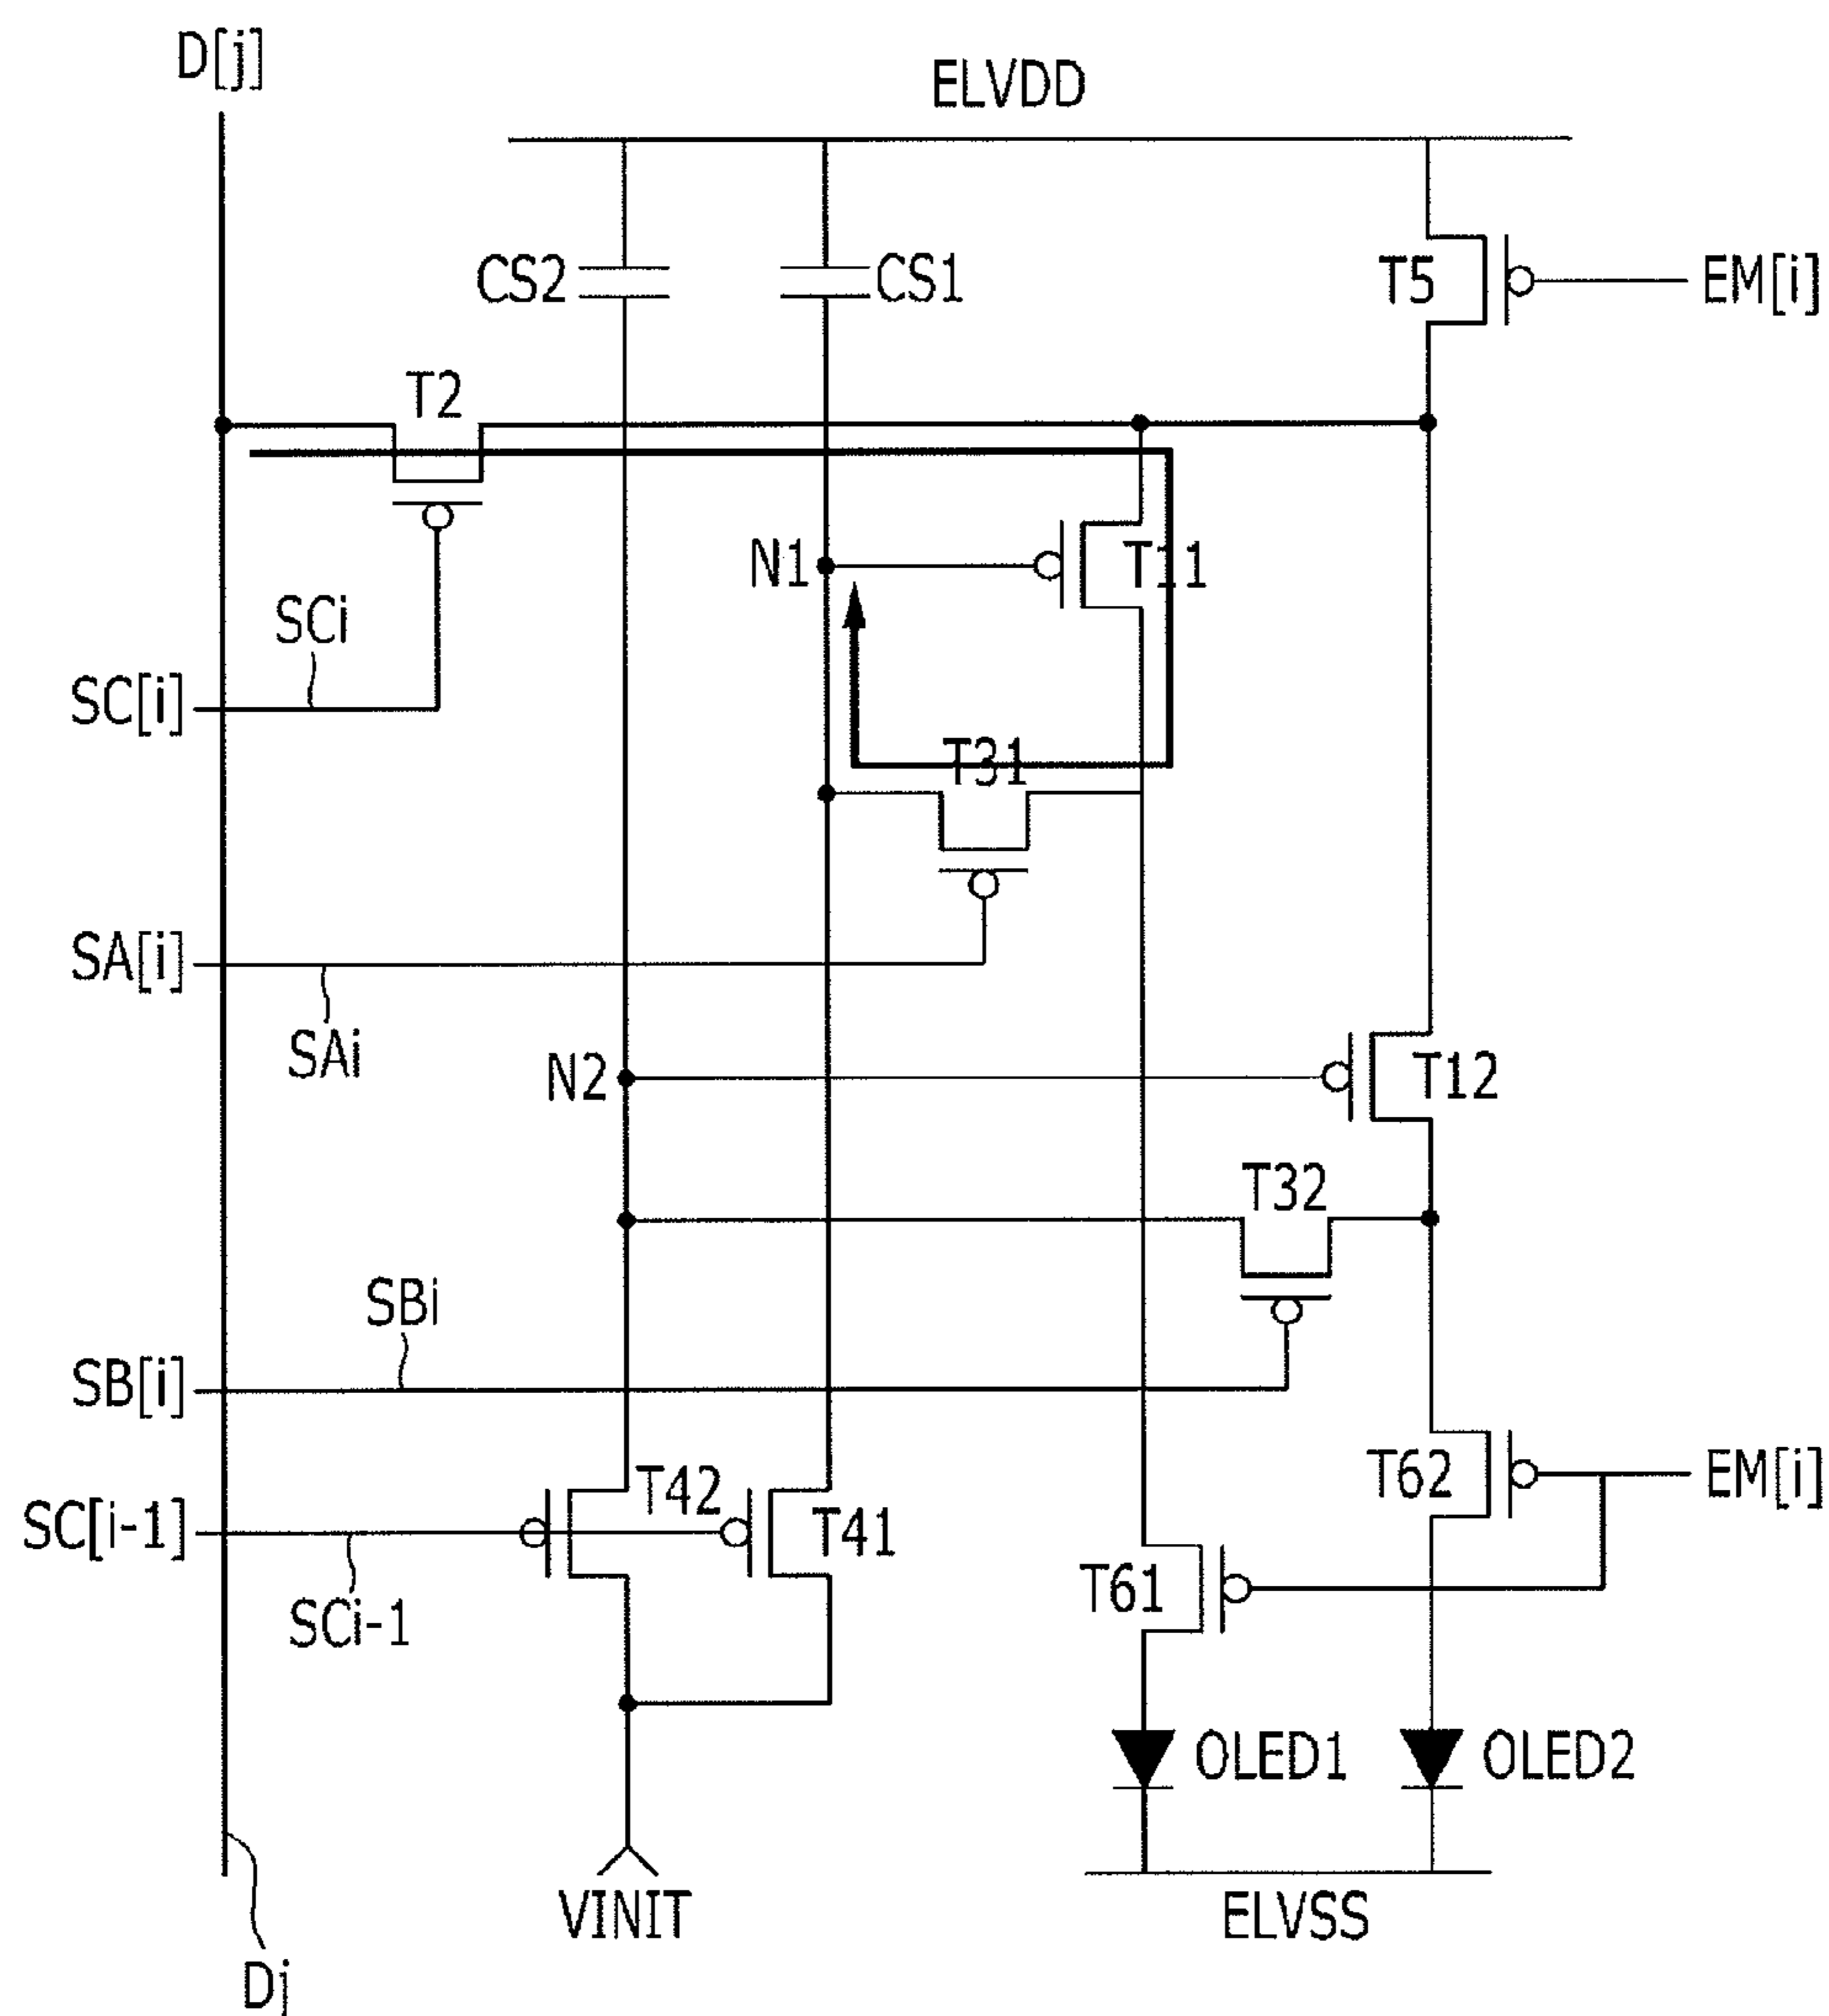 D[j]
ELVDD
CS2
CS1
T5
EM[i]
T2
N1
T11
SCi
SC[i]
T31
SA[i]
SAi
N2
T12
T32
SBi
SB[i]
T42
T62
EM[i]
SC[i-1]
T41
T61
SCi-1
OLED1
OLED2
VINIT
ELVSS
Dj